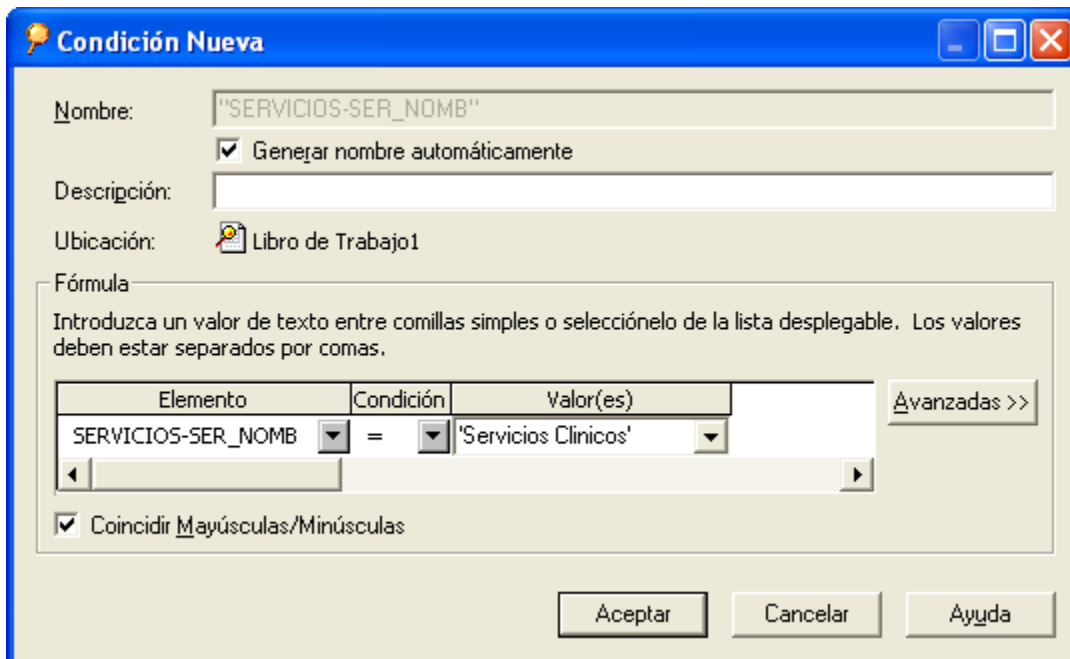 Condición Nueva
Nombre: "SERVICIOS-SER_NOMB"
Generar nombre automáticamente
Descripción:
Ubicación: Libro de Trabajo1
Fórmula
Introduzca un valor de texto entre comillas simples o selecciónelo de la lista desplegable. Los valores
deben estar separados por comas.
Elemento Condición Valor(es)
Avanzadas >>
SERVICIOS-SER_NOMB = 'Servicios Clinicos'
Coincidir Mayúsculas/Minúsculas
Aceptar Cancelar Ayuda